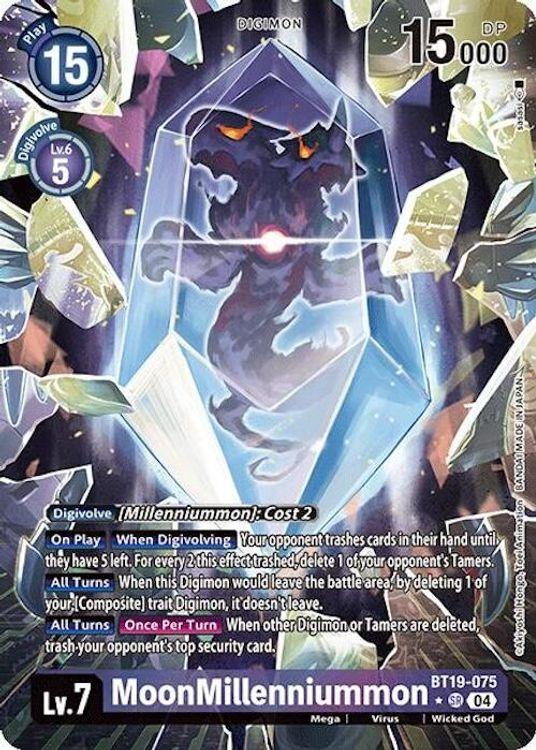 Play
15
DIGIMON
15000 DP
Digivolve
Lv.6
5
sasasi
Digivolve [Millenniummon]: Cost 2
On Play When Digivolving Your opponent trashes cards in their hand until
they have 5 left. For every 2 this effect trashed, delete 1 of your opponent's Tamers.
All Turns When this Digimon would leave the battle area, by deleting 1 of
your [Composite] trait Digimon, it doesn't leave.
All Turns Once Per Turn When other Digimon or Tamers are deleted,
trash your opponent's top security card.
©Akiyoshi Hongo, Toei Animation BANDAI MADE IN JAPAN
Lv.7 MoonMillenniummon BT19-075
SR 04
Mega | Virus | Wicked God